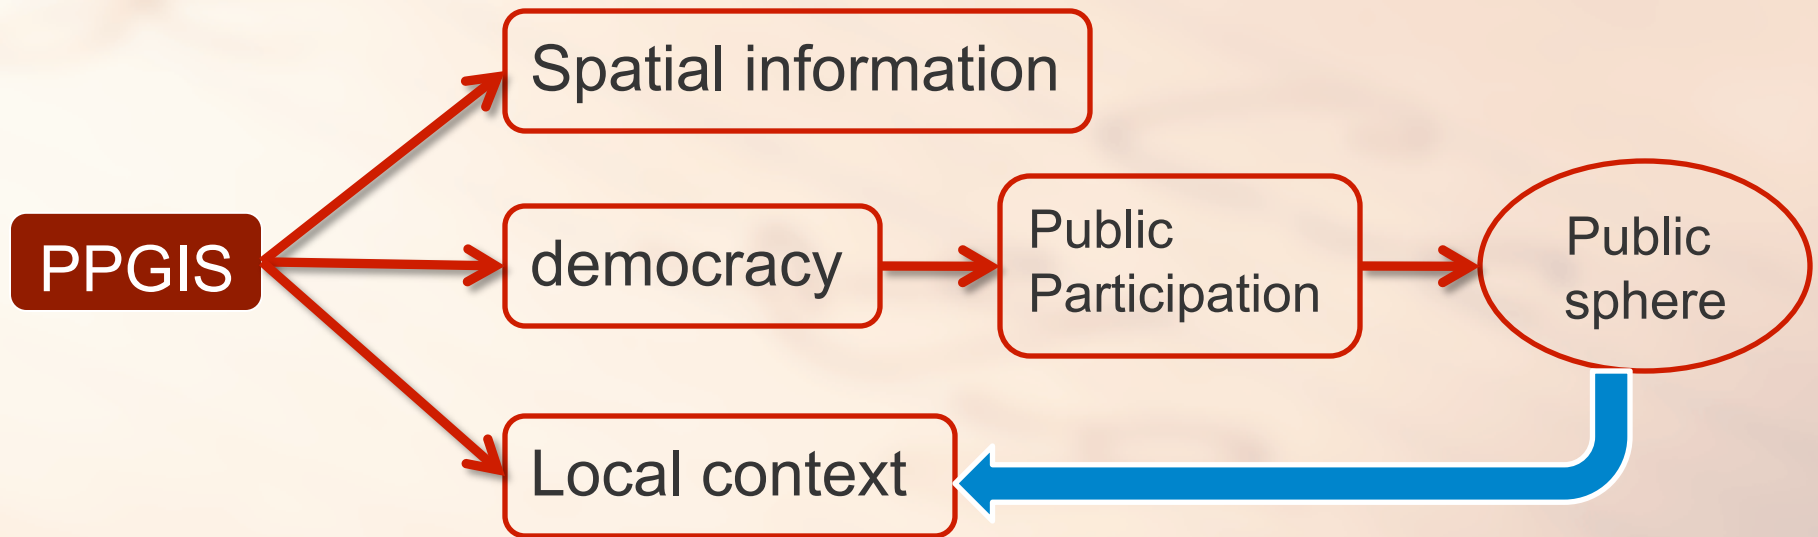 Spatial information
PPGIS
democracy
Public
Participation
Public
sphere
Local context